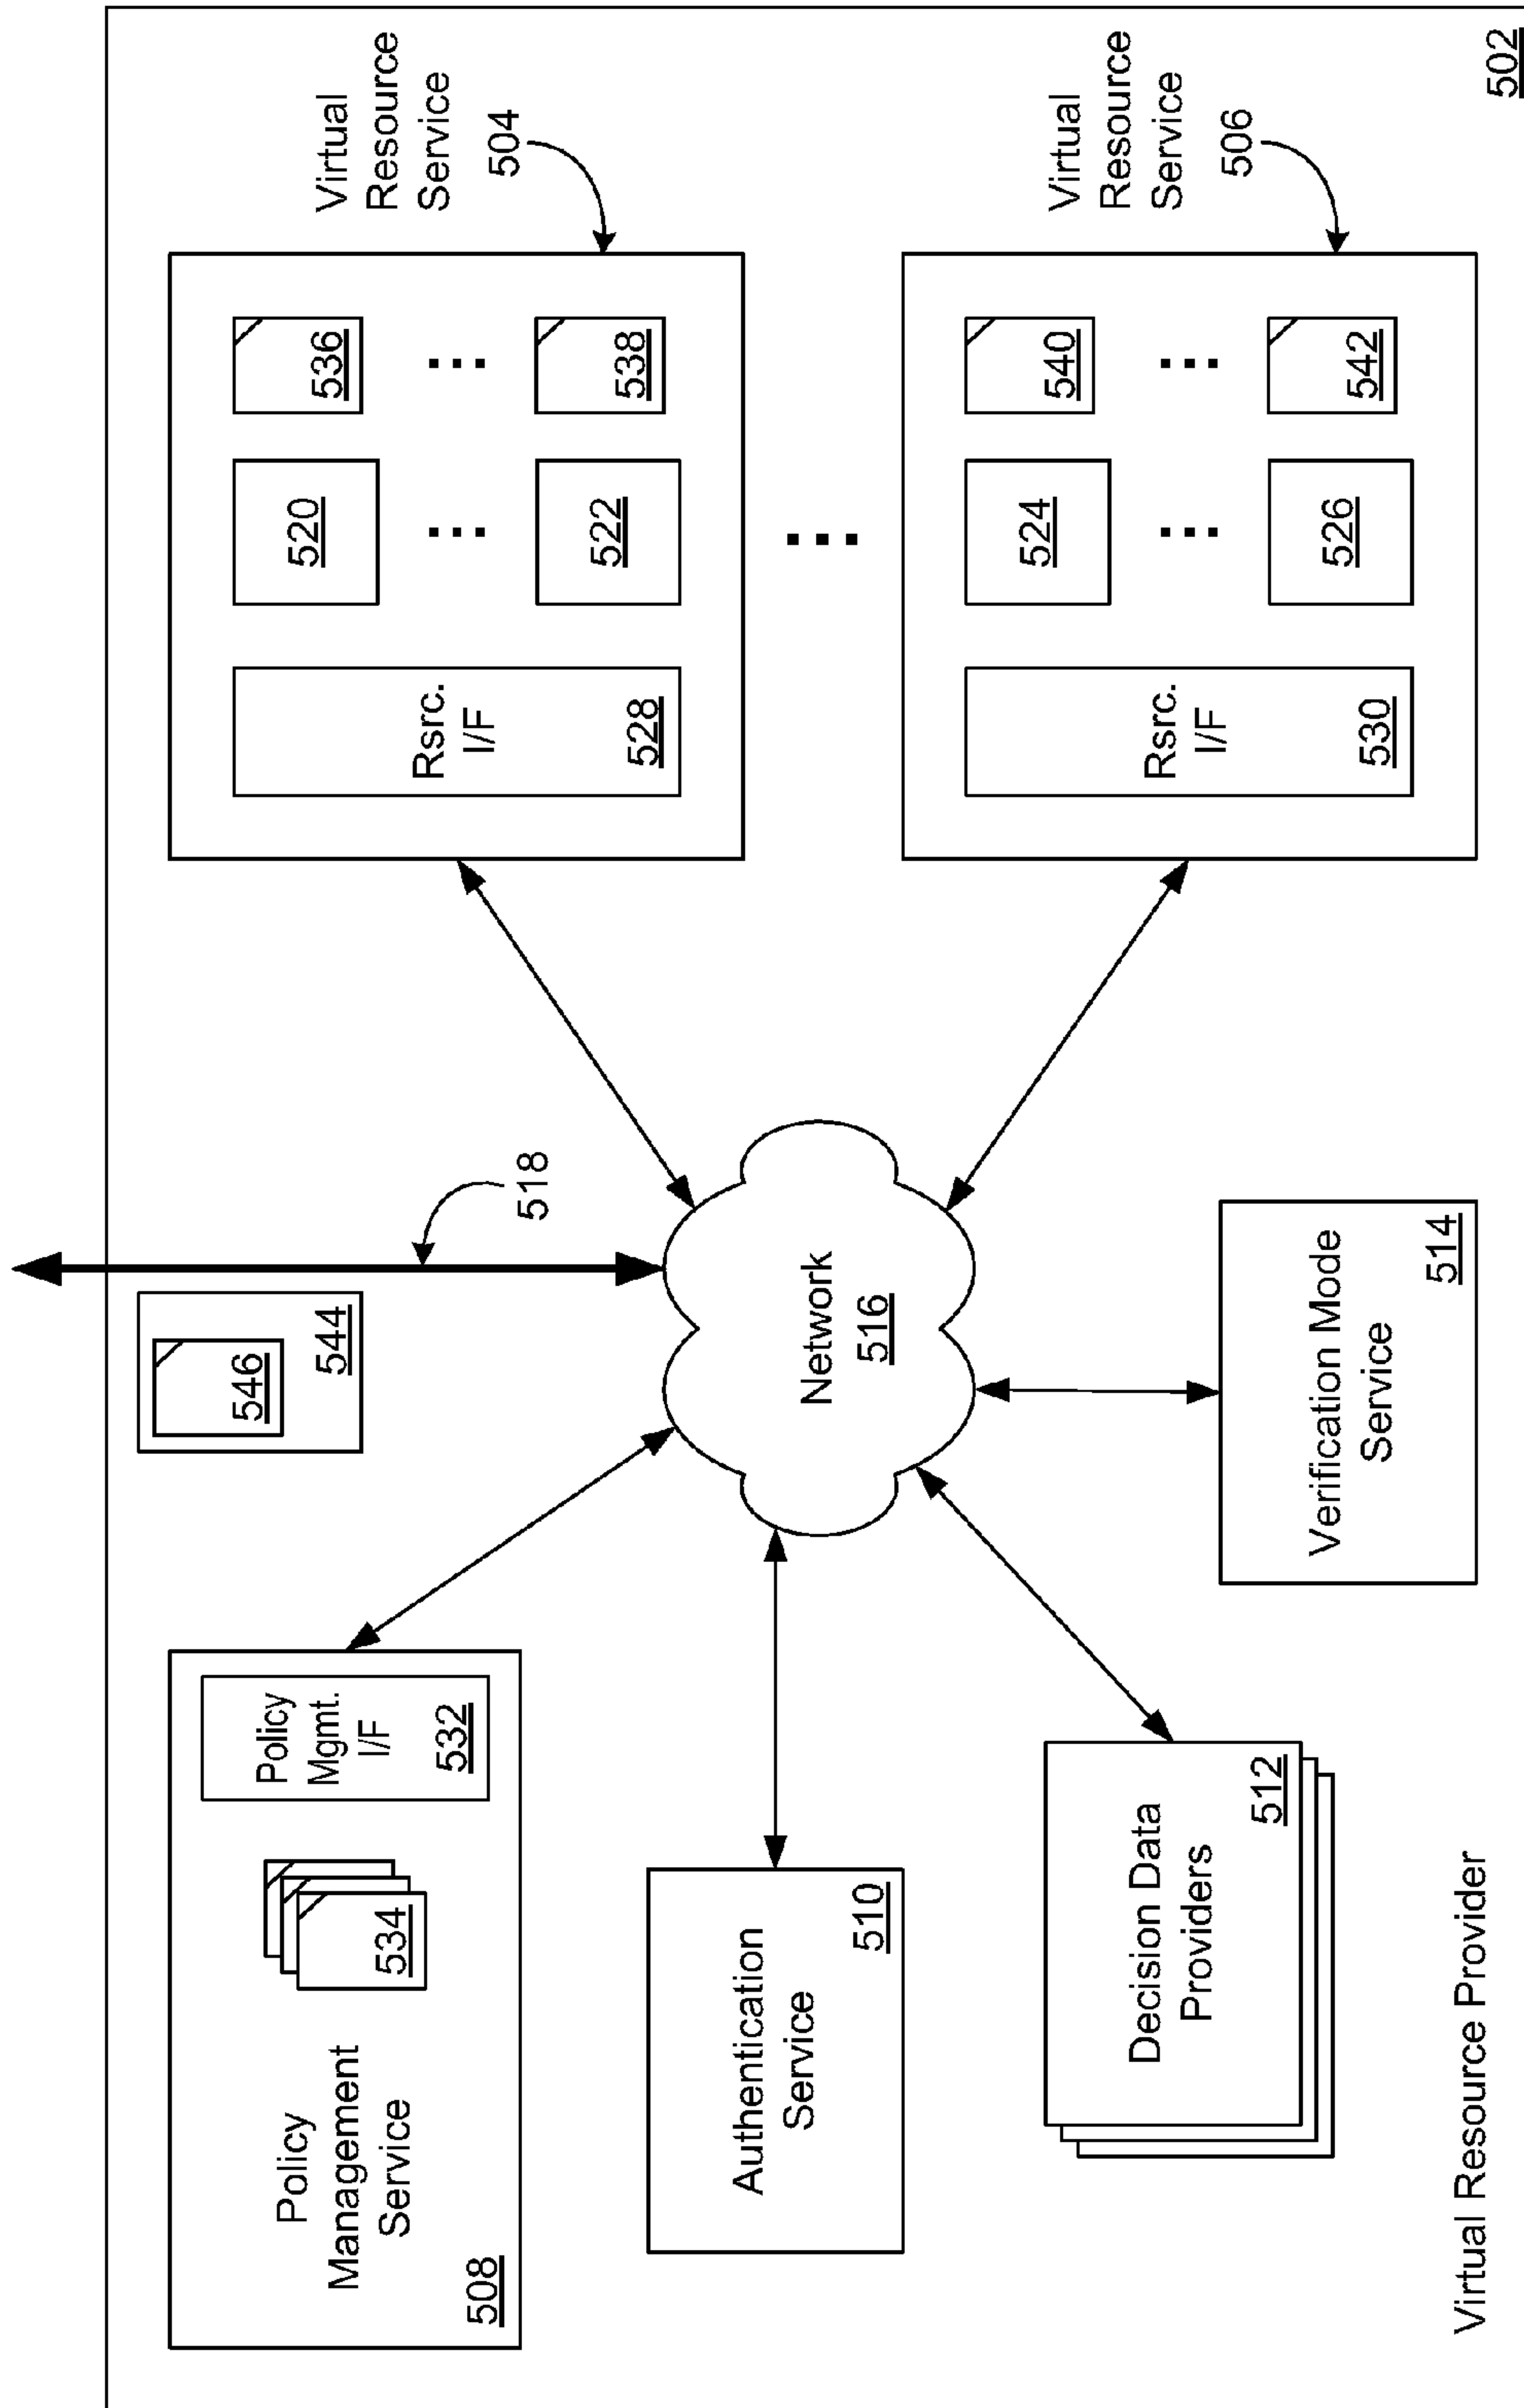 Policy
Management
Service
508
Policy
Mgmt.
I/F
532
534
546
544
518
Virtual
Resource
Service
504
Rsrc.
I/F
528
520
522
536
538
Authentication
Service
510
Network
516
Decision Data
Providers
512
Verification Mode
Service
514
Virtual
Resource
Service
506
Rsrc.
I/F
530
524
526
540
542
Virtual Resource Provider
502